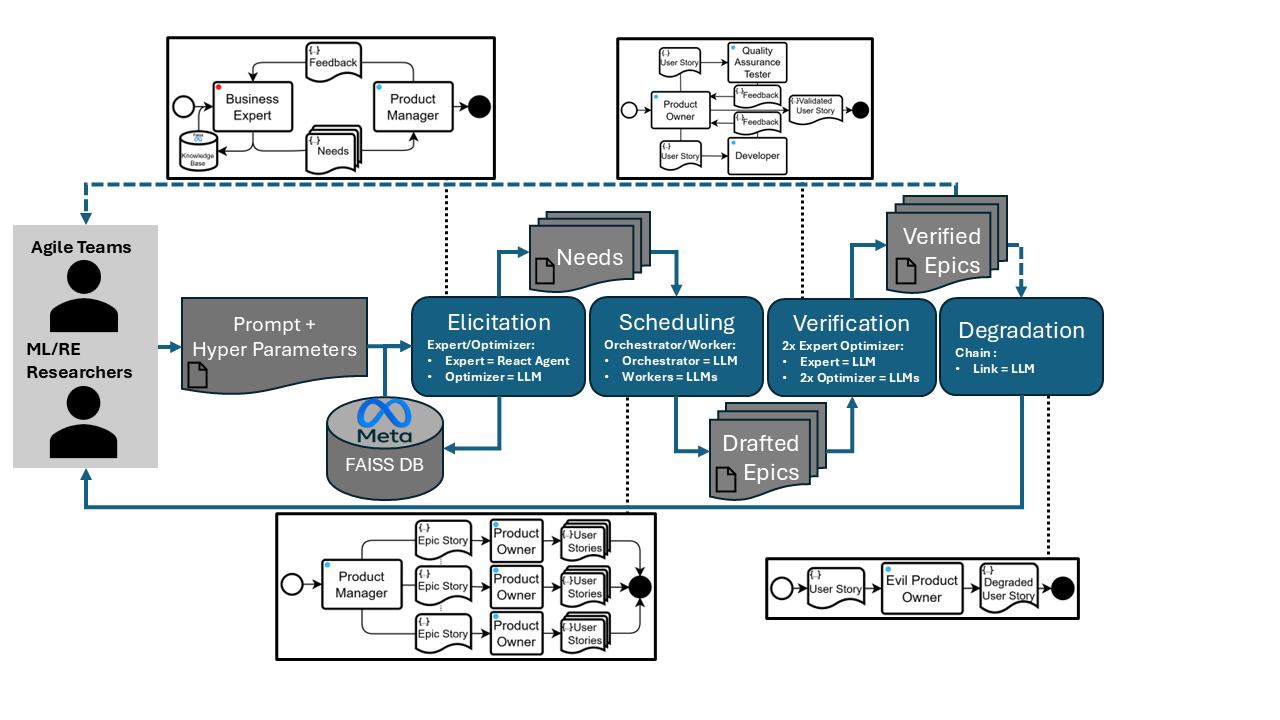 {..}
Feedback
Business
Expert
Product
Manager
Faiss
Knowledge
Base
{..}
Needs
{..}
User Story
Quality
Assurance
Tester
{..}
Feedback
Product
Owner
{..}Validated
User Story
{..}
Feedback
{..}
User Story
Developer
Agile Teams
ML/RE
Researchers
Prompt +
Hyper Parameters
Meta
FAISS DB
Needs
Verified
Epics
Elicitation
Expert/Optimizer:
• Expert = React Agent
• Optimizer = LLM
Scheduling
Orchestrator/Worker:
• Orchestrator = LLM
• Workers = LLMs
Verification
2x Expert Optimizer:
• Expert = LLM
• 2x Optimizer = LLMs
Degradation
Chain :
• Link = LLM
Drafted
Epics
Product
Manager
{..}
Epic Story
Product
Owner
{..}User
Stories
{..}
Epic Story
Product
Owner
{..}User
Stories
{..}
Epic Story
Product
Owner
{..}User
Stories
{..}
User Story
Evil Product
Owner
{..}
Degraded
User Story